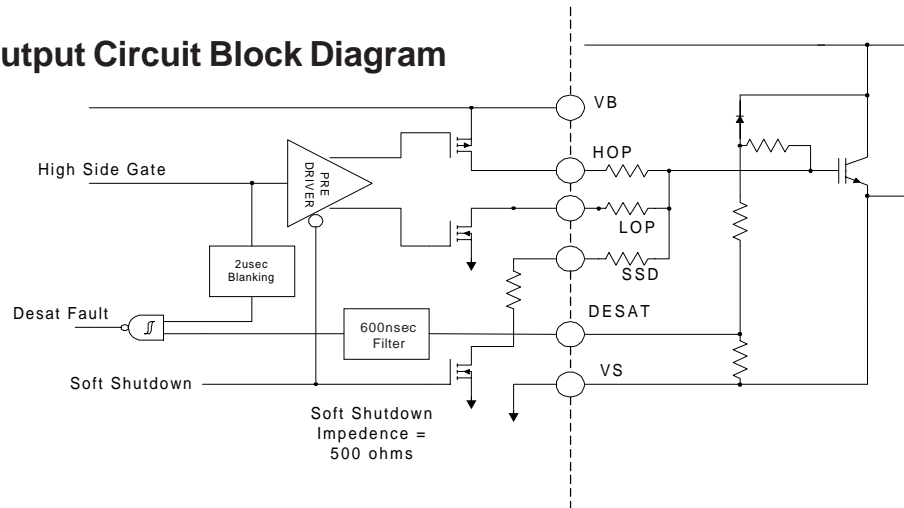 utput Circuit Block Diagram
VB
HOP
High Side Gate
PRE
DRIVER
LOP
2usec
Blanking
SSD
DESAT
Desat Fault
600nsec
Filter
VS
Soft Shutdown
Soft Shutdown
Impedence =
500 ohms